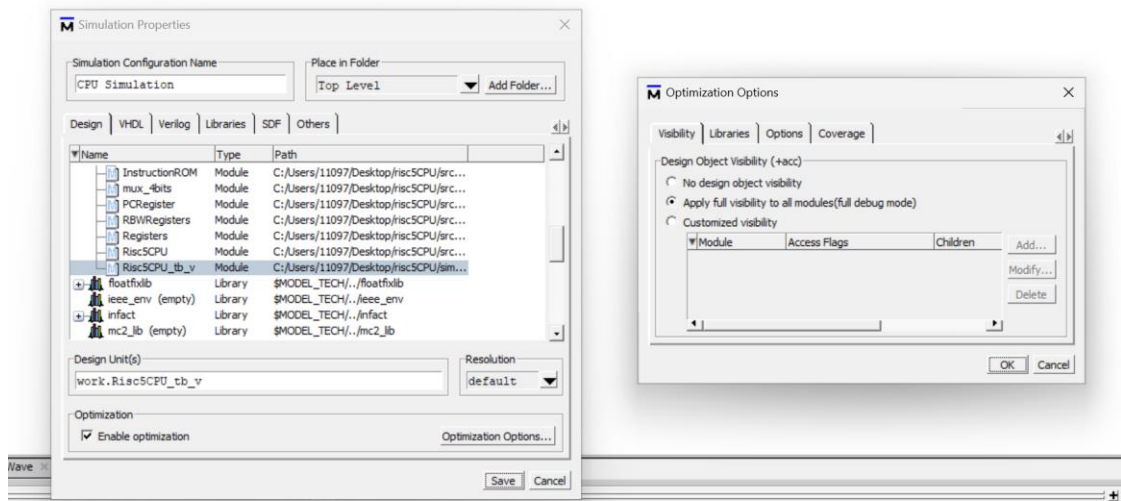 Simulation Properties
Simulation Configuration Name
CPU Simulation
Place in Folder
Top Level
Add Folder...
Design
VHDL
Verilog
Libraries
SDF
Others
Name Type Path
InstructionROM Module C:/Users/11097/Desktop/risc5CPU/src...
mux_4bits Module C:/Users/11097/Desktop/risc5CPU/src...
PCRegister Module C:/Users/11097/Desktop/risc5CPU/src...
RBWRegisters Module C:/Users/11097/Desktop/risc5CPU/src...
Registers Module C:/Users/11097/Desktop/risc5CPU/src...
Risc5CPU Module C:/Users/11097/Desktop/risc5CPU/src...
Risc5CPU_tb_v Module C:/Users/11097/Desktop/risc5CPU/sim...
floatfixlib Library $MODEL_TECH/../floatfixlib
ieee_env (empty) Library $MODEL_TECH/../ieee_env
infact Library $MODEL_TECH/../infact
mc2_lib (empty) Library $MODEL_TECH/../mc2_lib
Design Unit(s)
work.Risc5CPU_tb_v
Resolution
default
Optimization
Enable optimization
Optimization Options...
Save
Cancel
Wave
Optimization Options
Visibility
Libraries
Options
Coverage
Design Object Visibility (+acc)
No design object visibility
Apply full visibility to all modules(full debug mode)
Customized visibility
Module Access Flags Children
Add...
Modify...
Delete
OK
Cancel